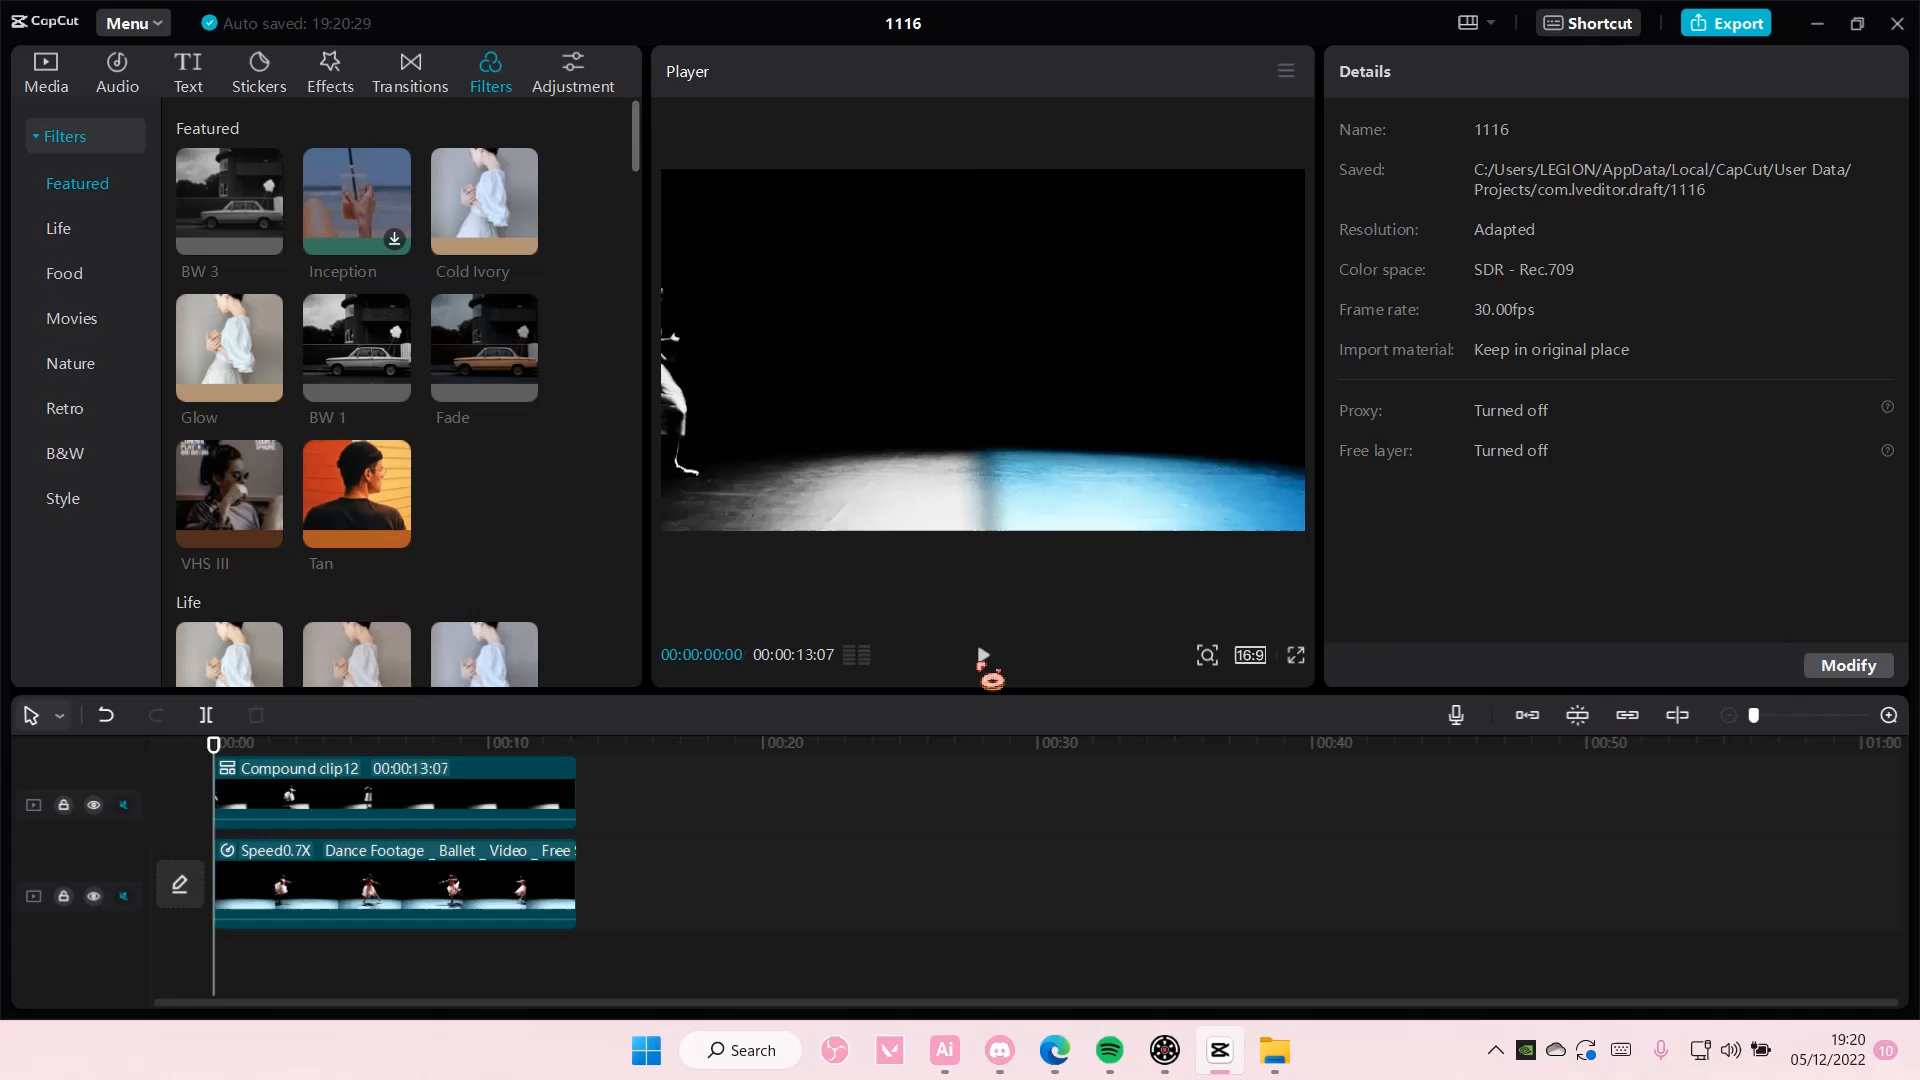 CapCut
Menu
Auto saved: 19:20:29
1116
Shortcut
Export
Media
Audio
Text
Stickers
Effects
Transitions
Filters
Adjustment
Filters
Featured
Life
Food
Movies
Nature
Retro
B&W
Style
Featured
BW 3
Inception
Cold Ivory
Glow
BW 1
Fade
VHS III
Tan
Life
Player
00:00:00:00 00:00:13:07
16:9
Details
Name: 1116
Saved: C:/Users/LEGION/AppData/Local/CapCut/User Data/
Projects/com.lveditor.draft/1116
Resolution: Adapted
Color space: SDR - Rec.709
Frame rate: 30.00fps
Import material: Keep in original place
Proxy: Turned off
Free layer: Turned off
Modify
00:00 00:10 00:20 00:30 00:40 00:50 01:00
Compound clip12 00:00:13:07
Speed0.7X Dance Footage _ Ballet _ Video _ Free
Search
Ai
19:20
05/12/2022
10